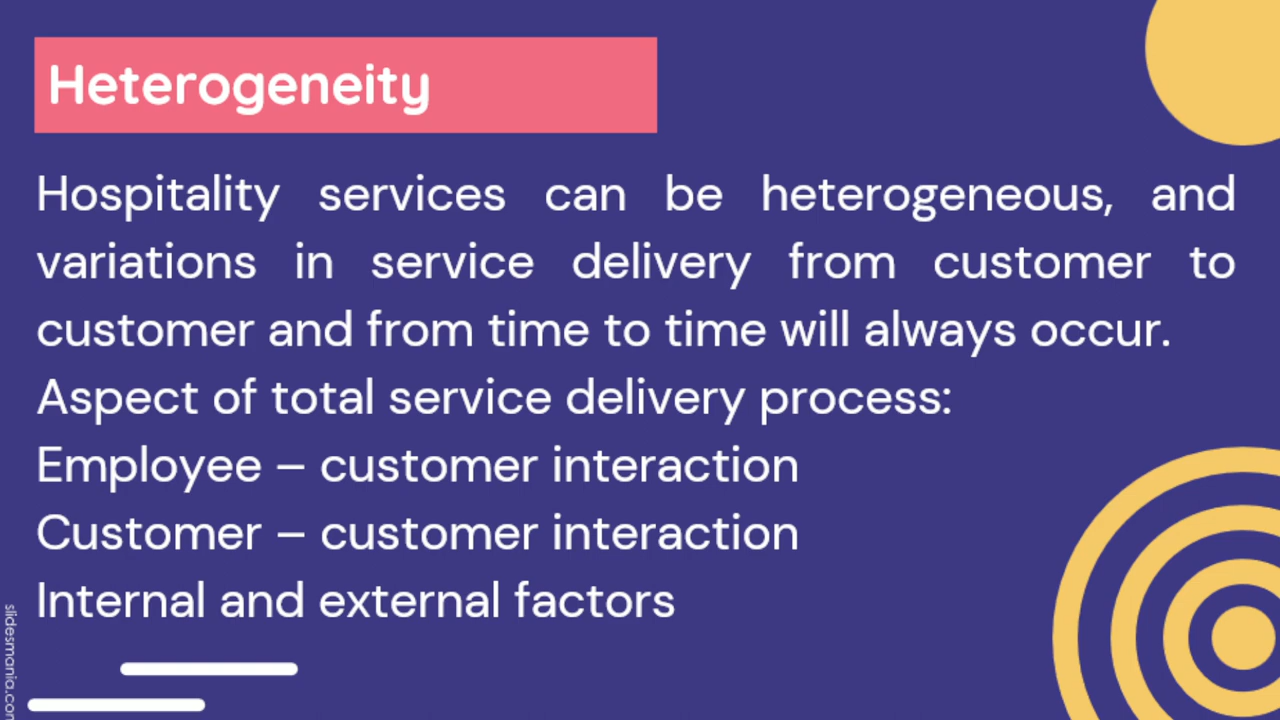 Heterogeneity
Hospitality services can be heterogeneous, and
variations in service delivery from customer to
customer and from time to time will always occur.
Aspect of total service delivery process:
Employee – customer interaction
Customer – customer interaction
Internal and external factors
slidesmania.com